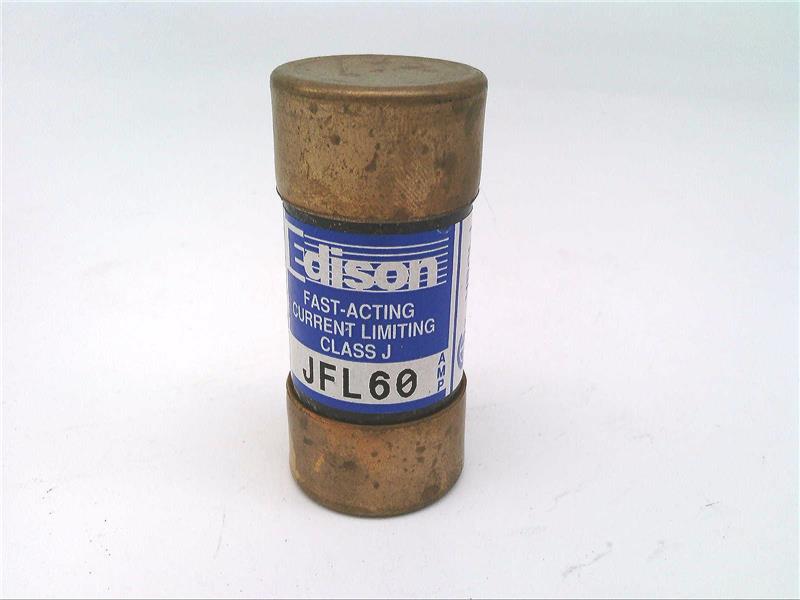 Edison
FAST-ACTING
CURRENT LIMITING
CLASS J
JFL60
AMP